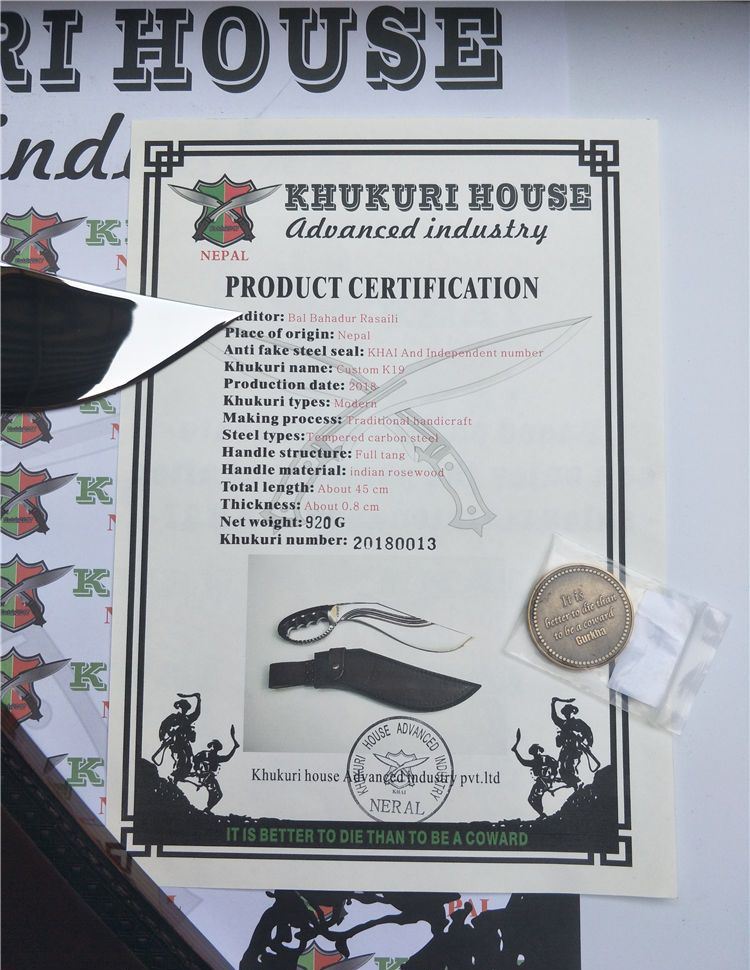 RI HOUSE
KHUKURI HOUSE
Advanced industry
NEPAL
PRODUCT CERTIFICATION
ditor: Bal Bahadur Rasaili
Place of origin: Nepal
Anti fake steel seal: KHAI And Independent number
Khukuri name: Custom K19
Production date: 2018
Khukuri types: Modern
Making process: Traditional handicraft
Steel types: Tempered carbon steel
Handle structure: Full tang
Handle material: indian rosewood
Total length: About 45 cm
Thickness: About 0.8 cm
Net weight: 920 G
Khukuri number: 20180013
It is
better to die than
to be a coward
Gurkha
KHUKURI HOUSE ADVANCED INDUSTRY
KHAI
NERAL
Khukuri house Advanced industry pvt.ltd
IT IS BETTER TO DIE THAN TO BE A COWARD